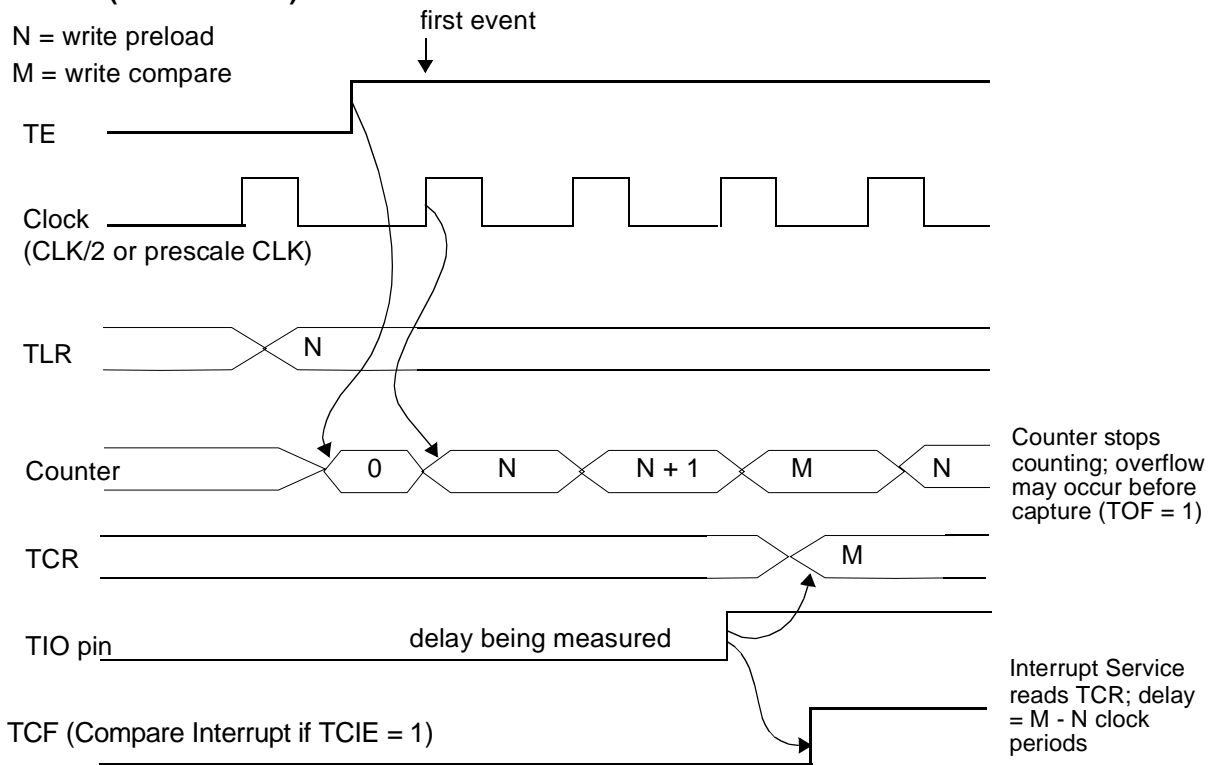 first event
N = write preload
M = write compare
TE
Clock
(CLK/2 or prescale CLK)
TLR
N
Counter
0
N
N + 1
M
N
Counter stops
counting; overflow
may occur before
capture (TOF = 1)
TCR
M
TIO pin
delay being measured
Interrupt Service
reads TCR; delay
= M - N clock
periods
TCF (Compare Interrupt if TCIE = 1)